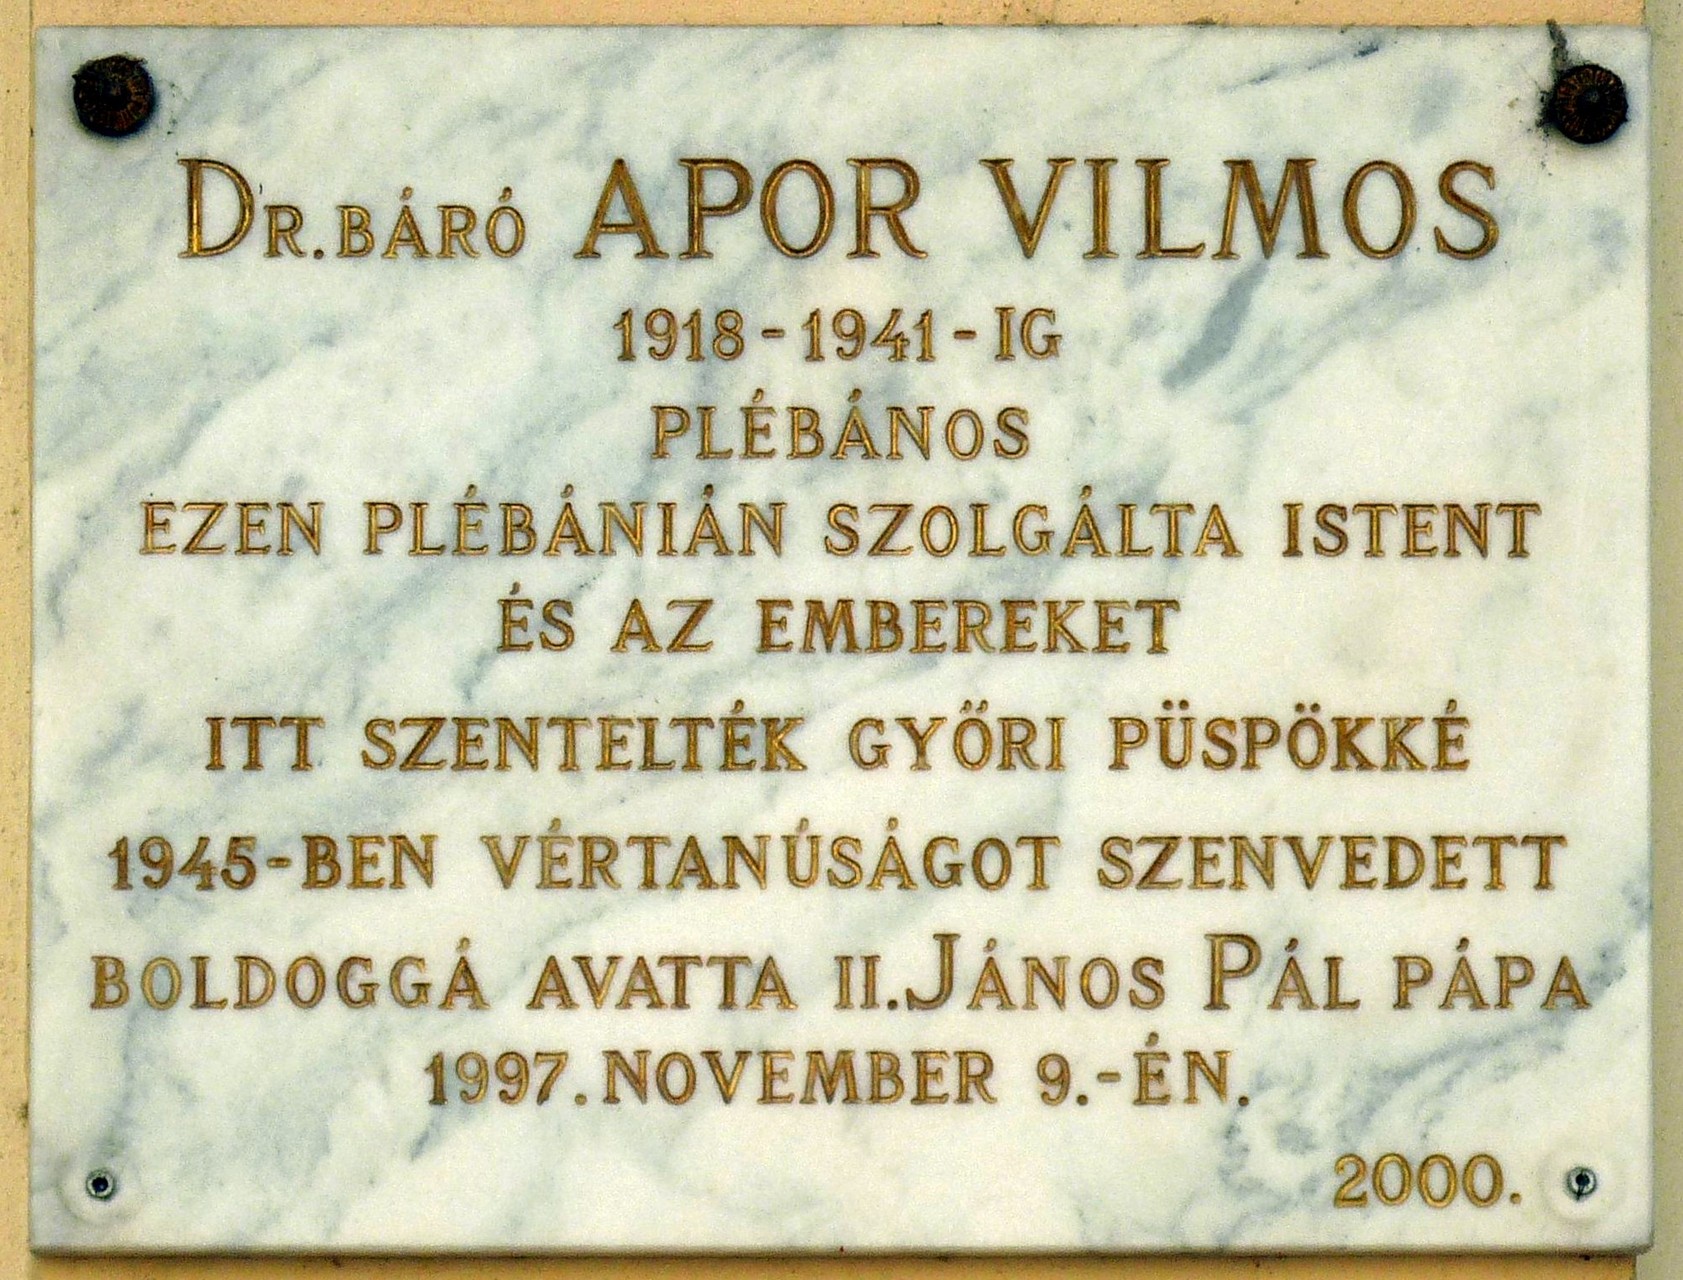 DR. BÁRÓ APOR VILMOS
1918-1941-IG
PLÉBÁNOS
EZEN PLÉBÁNIÁN SZOLGÁLTA ISTENT
ÉS AZ EMBEREKET
ITT SZENTELTÉK GYŐRI PÜSPÖKKÉ
1945-BEN VÉRTANÚSÁGOT SZENVEDETT
BOLDOGGÁ AVATTA II. JÁNOS PÁL PÁPA
1997. NOVEMBER 9.-ÉN.
2000.